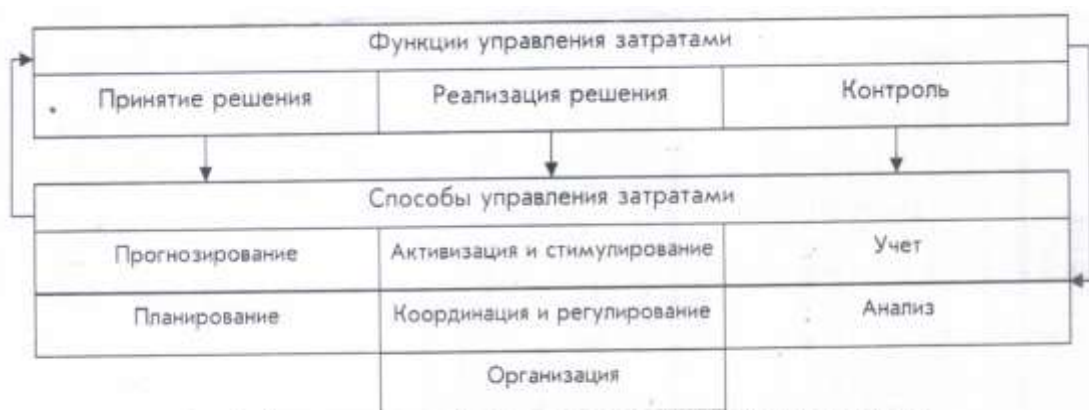 Функции управления затратами
Принятие решения
Реализация решения
Контроль
Способы управления затратами
Прогнозирование
Активизация и стимулирование
Учет
Планирование
Координация и регулирование
Анализ
Организация